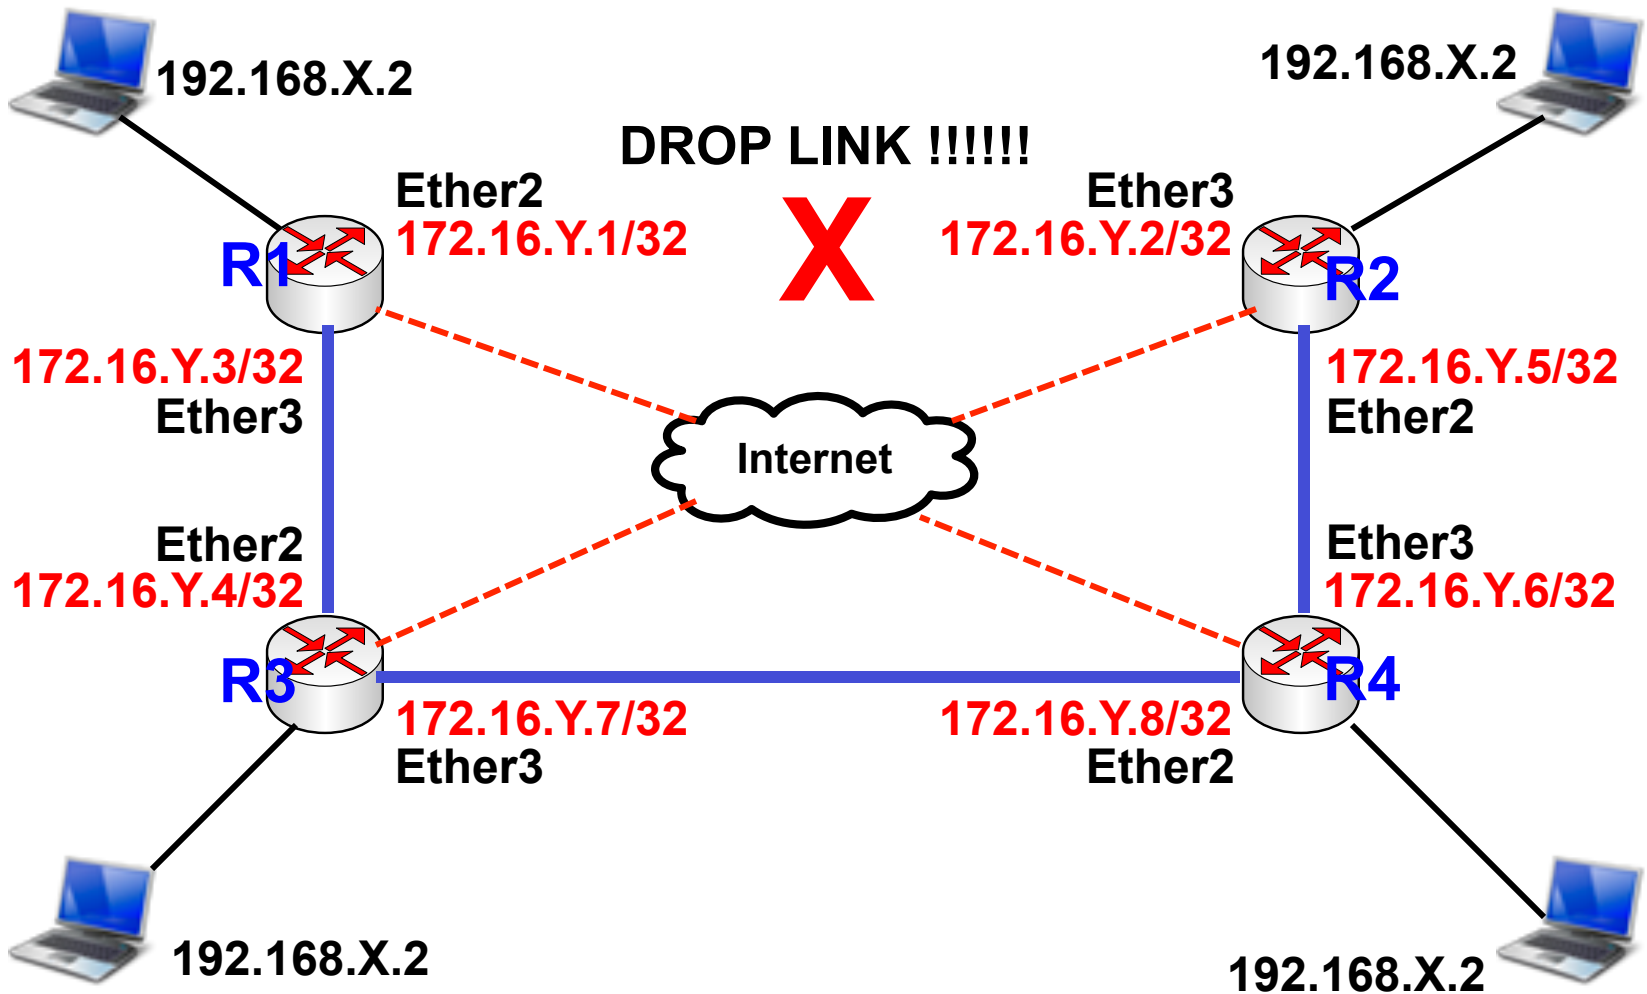 192.168.X.2
192.168.X.2
DROP LINK !!!!!!
Ether2
172.16.Y.1/32
X
Ether3
172.16.Y.2/32
R1
R2
172.16.Y.3/32
Ether3
172.16.Y.5/32
Ether2
Internet
Ether2
172.16.Y.4/32
Ether3
172.16.Y.6/32
R3
R4
172.16.Y.7/32
Ether3
172.16.Y.8/32
Ether2
192.168.X.2
192.168.X.2